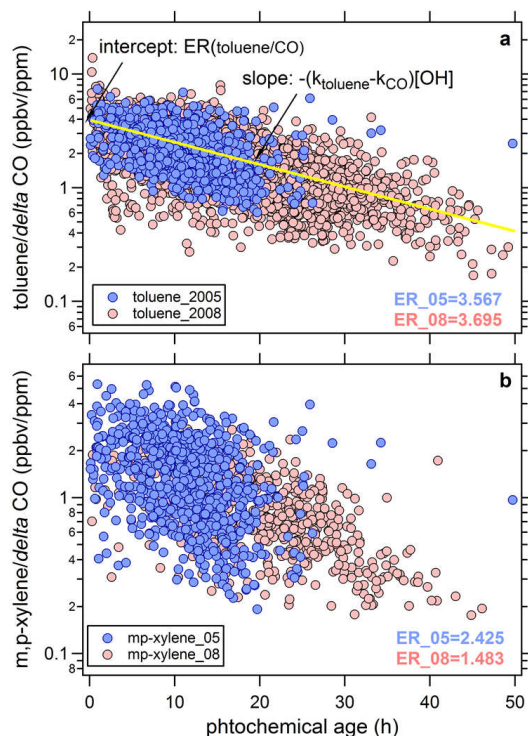 a
intercept: ER(toluene/CO)
slope: -(ktoluene-kCO)[OH]
toluene/delta CO (ppbv/ppm)
2
10
6
4
2
1
6
4
2
0.1
6
toluene_2005
toluene_2008
ER_05=3.567
ER_08=3.695
b
m,p-xylene/delta CO (ppbv/ppm)
6
4
2
1
8
6
4
2
0.1
8
mp-xylene_05
mp-xylene_08
ER_05=2.425
ER_08=1.483
0
10
20
30
40
50
phtochemical age (h)